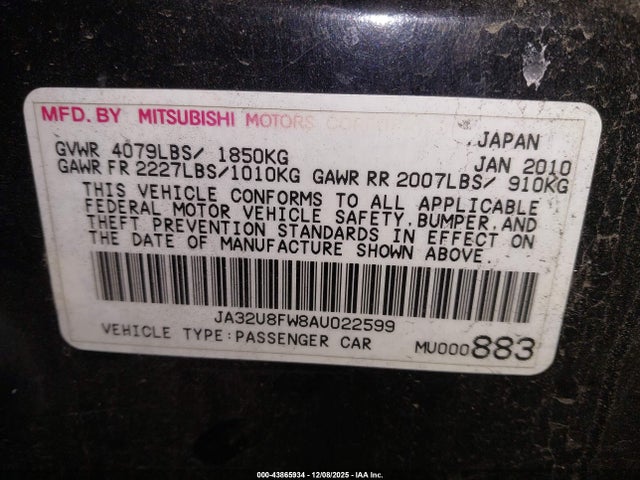 MFD. BY MITSUBISHI MOTORS CORPORATION, JAPAN
GVWR 4079LBS/ 1850KG JAN 2010
GAWR FR 2227LBS/1010KG GAWR RR 2007LBS/ 910KG
THIS VEHICLE CONFORMS TO ALL APPLICABLE
FEDERAL MOTOR VEHICLE SAFETY, BUMPER, AND
THEFT PREVENTION STANDARDS IN EFFECT ON
THE DATE OF MANUFACTURE SHOWN ABOVE.
JA32U8FW8AU022599
VEHICLE TYPE:PASSENGER CAR MU000883
000-43865934 - 12/08/2025 - IAA Inc.